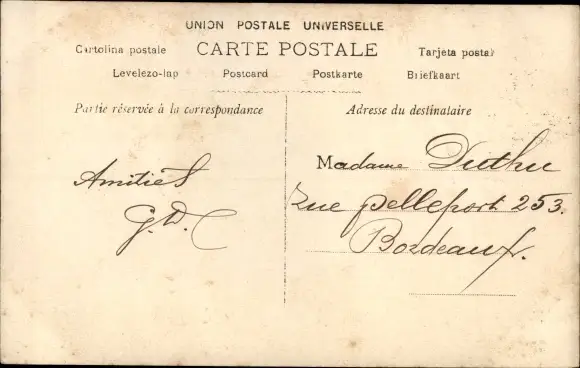 UNION POSTALE UNIVERSELLE
Cartolina postale CARTE POSTALE Tarjeta postal
Levelezo-lap Postcard Postkarte Briefkaart
Partie réservée à la correspondance
Adresse du destinataire
Amitiés
G.D.
Madame Duthu
Rue Pelleport 253.
Bordeaux.